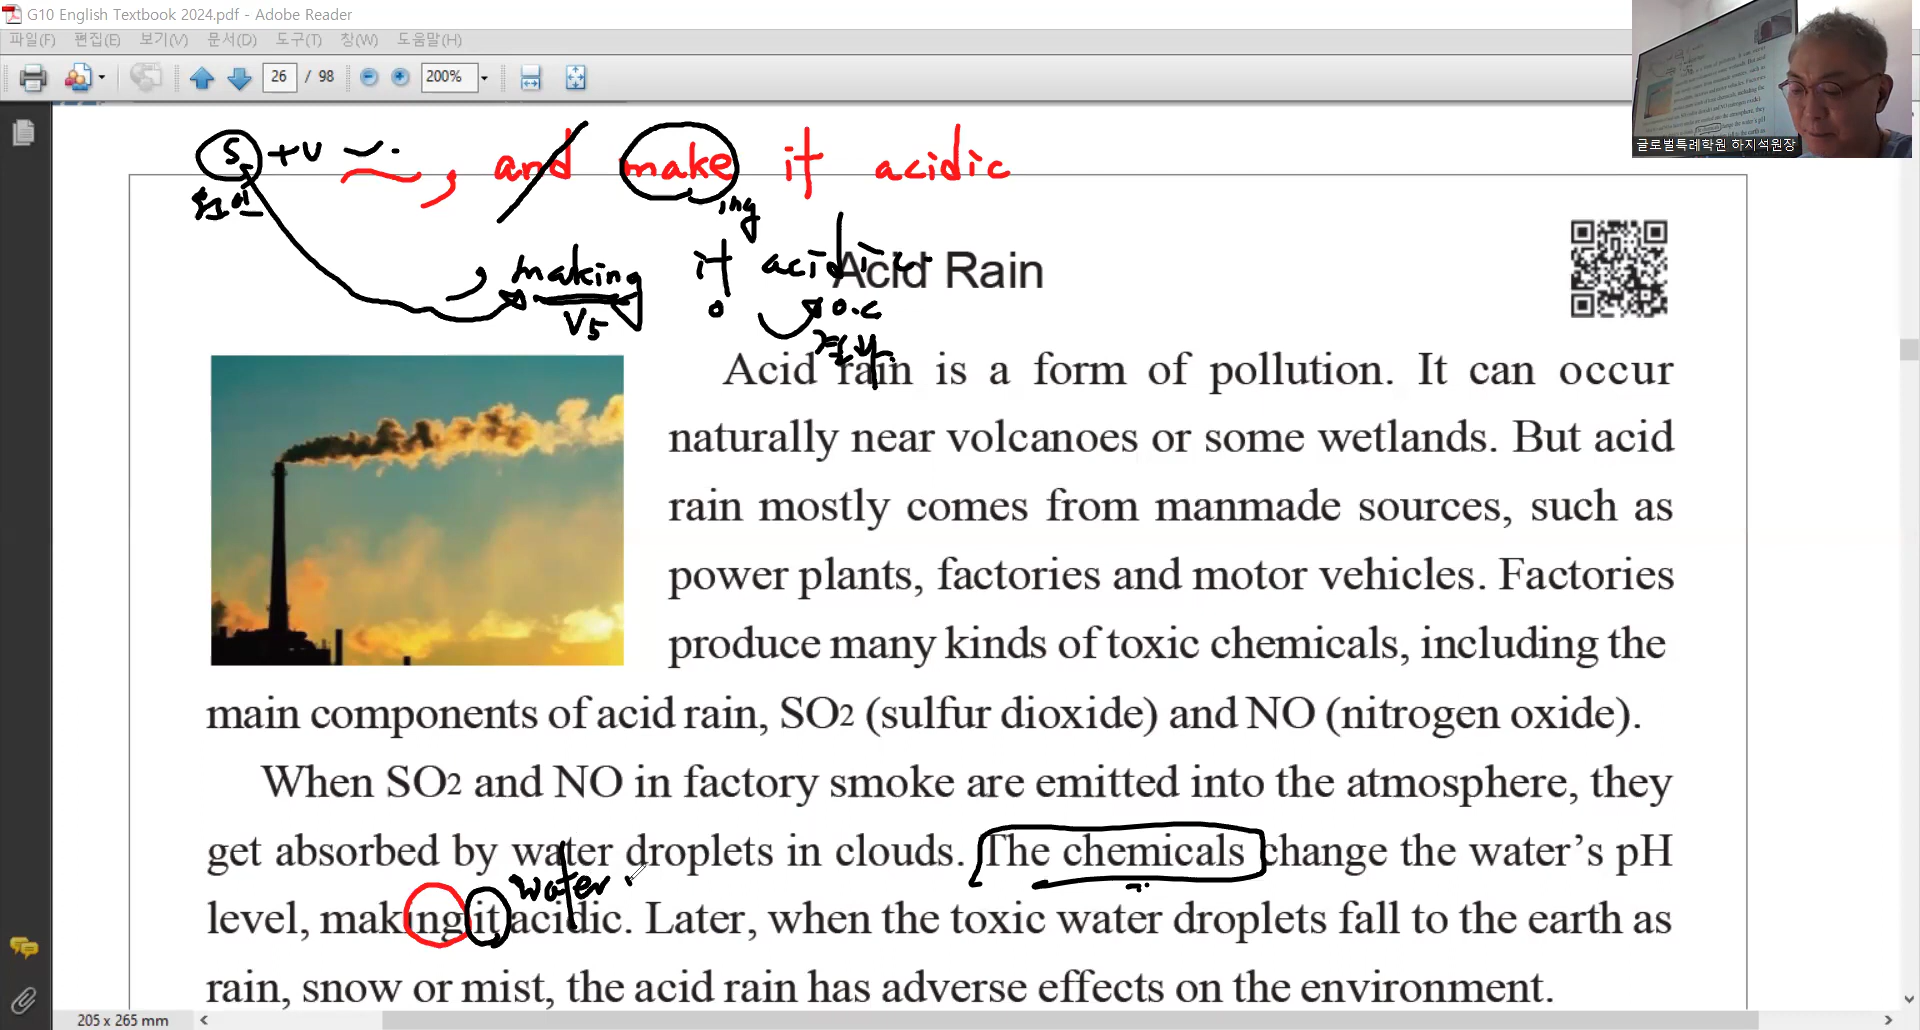 G10 English Textbook 2024.pdf - Adobe Reader
파일(F) 편집(E) 보기(V) 문서(D) 도구(T) 창(W) 도움말(H)
26 / 98 200%
글로벌특례학원 하지석원장
S + V , and make it acidic
ing
, making it acidic
V5 O O.C
Acid Rain
Acid rain is a form of pollution. It can occur
naturally near volcanoes or some wetlands. But acid
rain mostly comes from manmade sources, such as
power plants, factories and motor vehicles. Factories
produce many kinds of toxic chemicals, including the
main components of acid rain, SO2 (sulfur dioxide) and NO (nitrogen oxide).
When SO2 and NO in factory smoke are emitted into the atmosphere, they
get absorbed by water droplets in clouds. The chemicals change the water's pH
water
level, making it acidic. Later, when the toxic water droplets fall to the earth as
rain, snow or mist, the acid rain has adverse effects on the environment.
205 x 265 mm